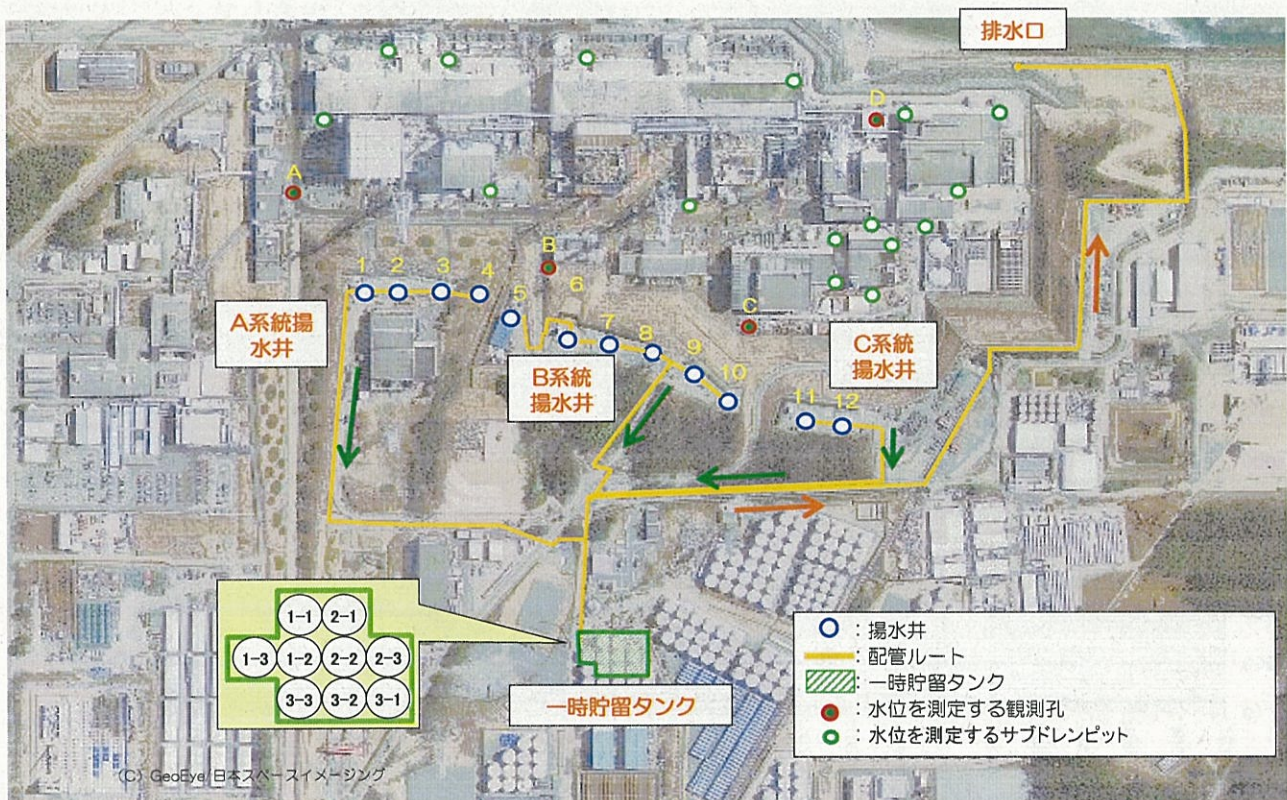 排水口
D
A
B
1
2
3
4
5
6
7
8
9
10
C
11
12
A系統揚
水井
B系統
揚水井
C系統
揚水井
1-1
2-1
1-3
1-2
2-2
2-3
3-3
3-2
3-1
一時貯留タンク
:揚水井
:配管ルート
:一時貯留タンク
:水位を測定する観測孔
:水位を測定するサブドレンピット
(C) GeoEye/日本スペースイメージング